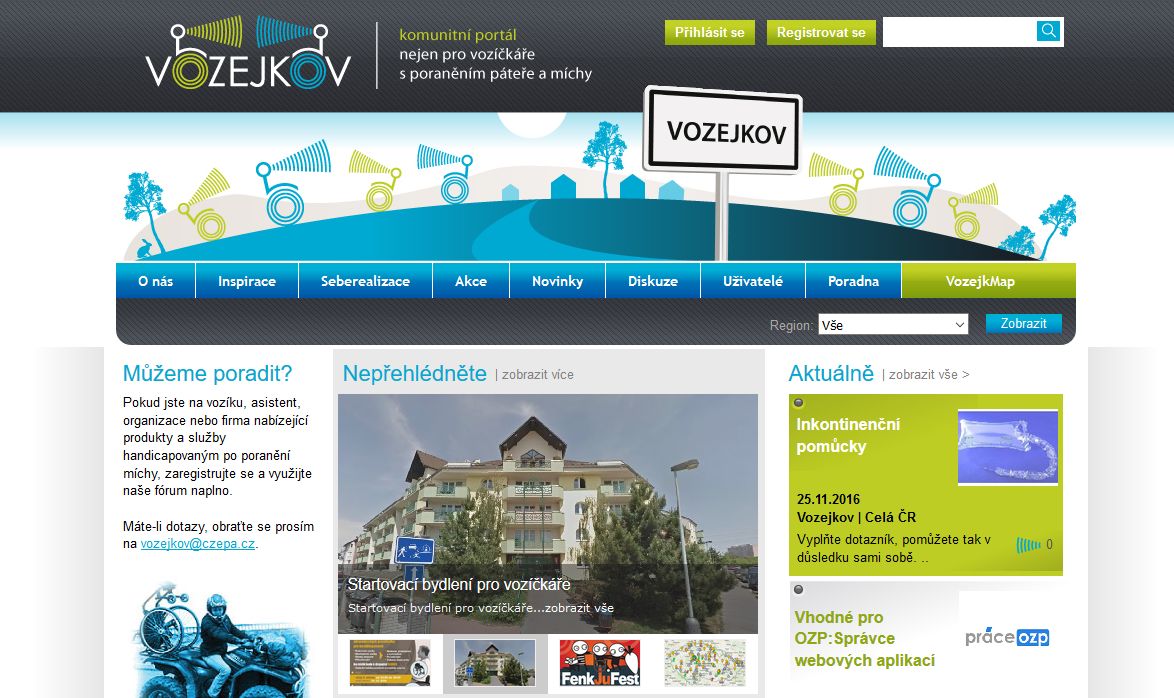 VOZEJKOV
komunitní portál
nejen pro vozíčkáře
s poraněním páteře a míchy
Přihlásit se
Registrovat se
VOZEJKOV
O nás
Inspirace
Seberealizace
Akce
Novinky
Diskuze
Uživatelé
Poradna
VozejkMap
Region:
Vše
Zobrazit
Můžeme poradit?
Pokud jste na vozíku, asistent,
organizace nebo firma nabízející
produkty a služby
handicapovaným po poranění
míchy, zaregistrujte se a využijte
naše fórum naplno.
Máte-li dotazy, obraťte se prosím
na vozejkov@czepa.cz.
Nepřehlédněte | zobrazit více
Startovací bydlení pro vozíčkáře
Startovací bydlení pro vozíčkáře...zobrazit vše
FenkJuFest
Aktuálně | zobrazit vše >
Inkontinenční
pomůcky
25.11.2016
Vozejkov | Celá ČR
Vyplňte dotazník, pomůžete tak v
důsledku sami sobě. ..
0
Vhodné pro
OZP:Správce
webových aplikací
práceozp